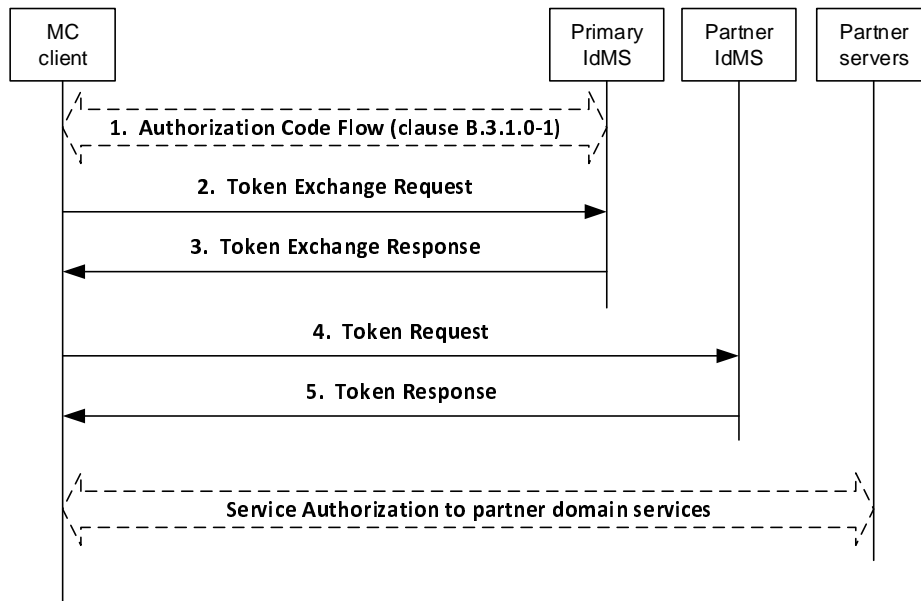 MC
client
Primary
IdMS
Partner
IdMS
Partner
servers
1. Authorization Code Flow (clause B.3.1.0-1)
2. Token Exchange Request
3. Token Exchange Response
4. Token Request
5. Token Response
Service Authorization to partner domain services